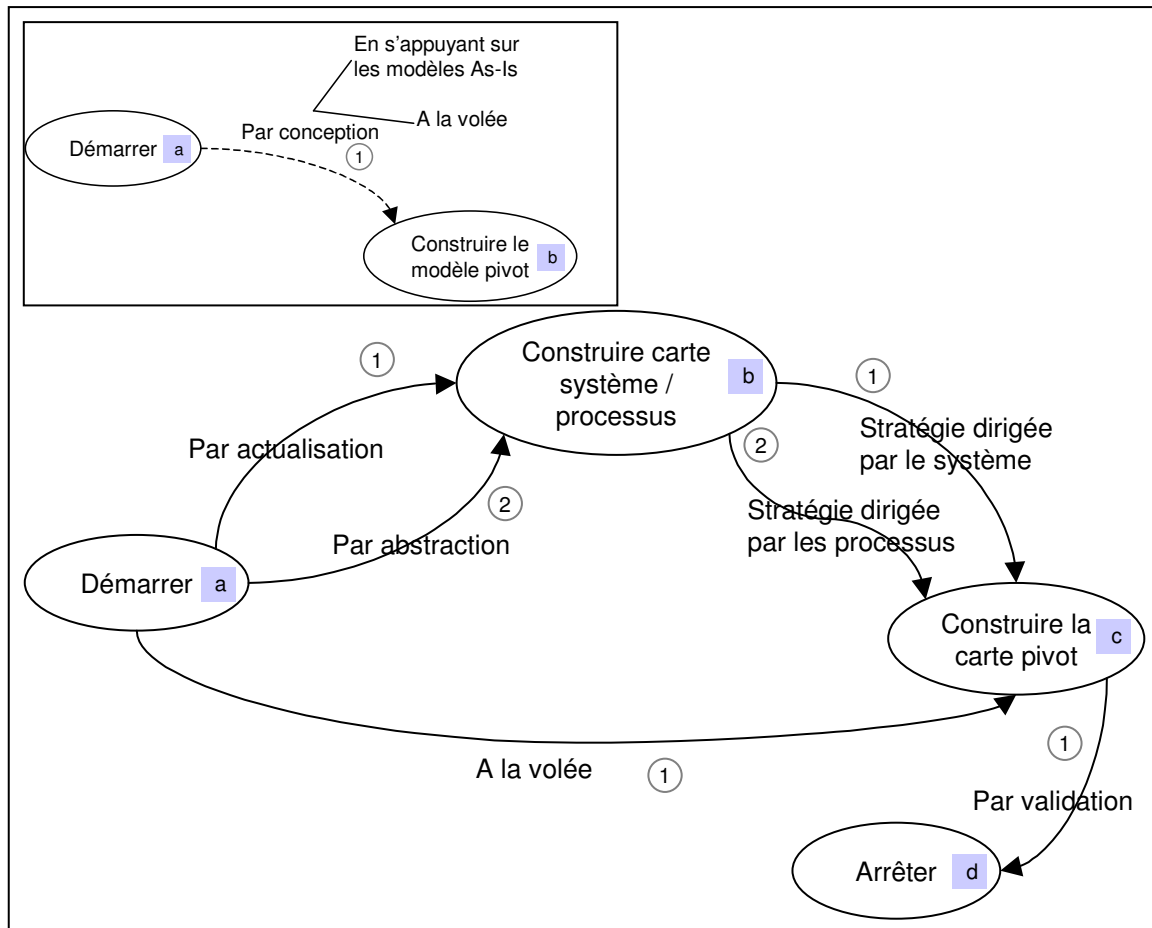 En s'appuyant sur
les modèles As-Is
A la volée
Par conception
1
Démarrer a
Construire le
modèle pivot b
Construire carte
système /
processus
b
1
1
Par actualisation
Stratégie dirigée
par le système
2
2
Stratégie dirigée
par les processus
Par abstraction
Démarrer a
Construire la
carte pivot
c
A la volée 1
1
Par validation
Arrêter d